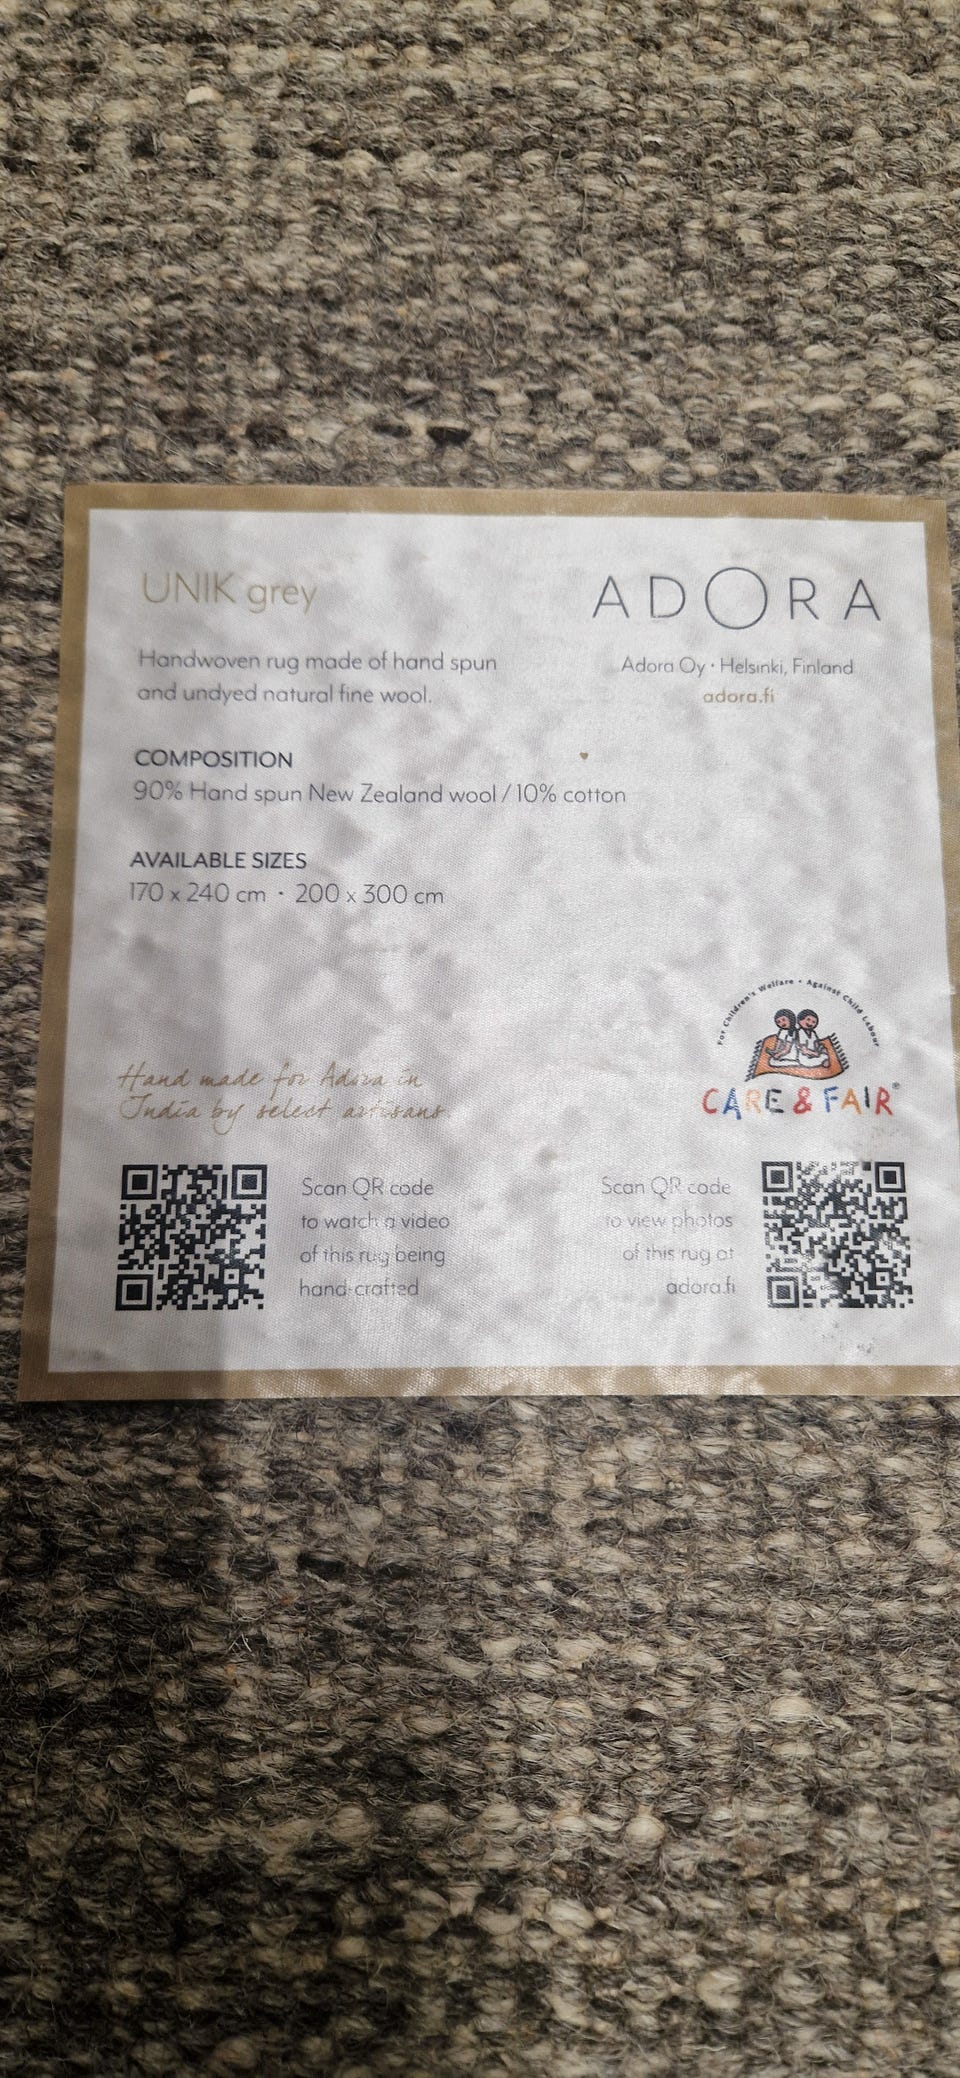 UNIK grey
Handwoven rug made of hand spun
and undyed natural fine wool.
ADORA
Adora Oy • Helsinki, Finland
adora.fi
COMPOSITION
90% Hand spun New Zealand wool / 10% cotton
AVAILABLE SIZES
170 x 240 cm • 200 x 300 cm
For Children's Welfare • Against Child Labour
CARE & FAIR®
Hand made for Adora in
India by select artisans.
Scan QR code
to watch a video
of this rug being
hand-crafted
Scan QR code
to view photos
of this rug at
adora.fi